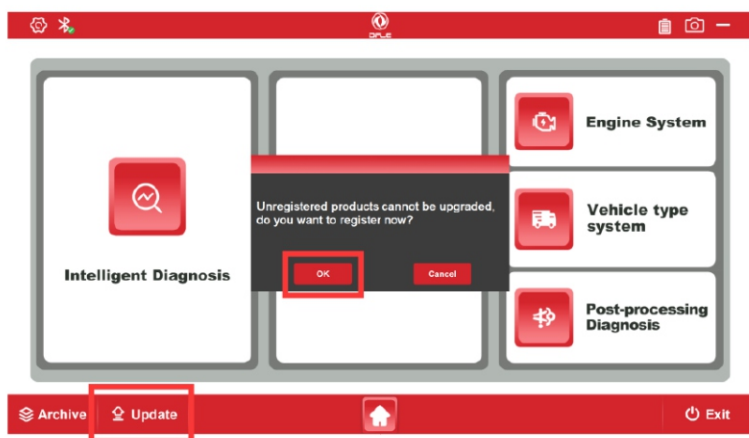 DFLE
Intelligent Diagnosis
Engine System
Vehicle type
system
Post-processing
Diagnosis
Unregistered products cannot be upgraded,
do you want to register now?
OK
Cancel
Archive
Update
Exit